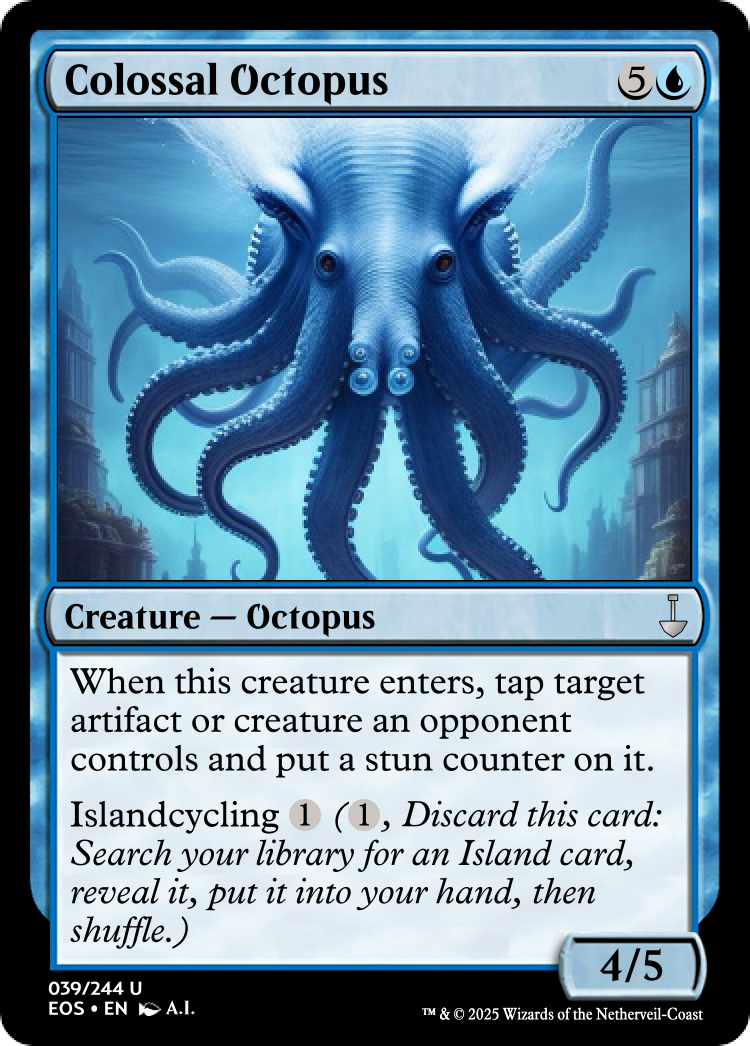 Colossal Octopus 5
Creature — Octopus
When this creature enters, tap target
artifact or creature an opponent
controls and put a stun counter on it.
Islandcycling 1 (1, Discard this card:
Search your library for an Island card,
reveal it, put it into your hand, then
shuffle.)
4/5
039/244 U
EOS • EN A.I.
™ & © 2025 Wizards of the Netherveil-Coast